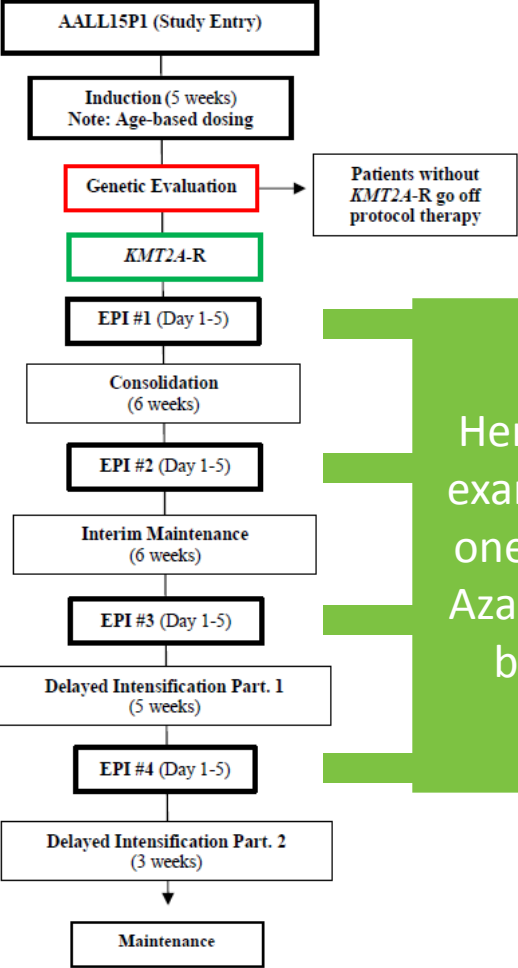 AALL15P1 (Study Entry)
Induction (5 weeks)
Note: Age-based dosing
Genetic Evaluation
Patients without
KMT2A-R go off
protocol therapy
KMT2A-R
EPI #1 (Day 1-5)
Consolidation
(6 weeks)
EPI #2 (Day 1-5)
Interim Maintenance
(6 weeks)
EPI #3 (Day 1-5)
Delayed Intensification Part. 1
(5 weeks)
EPI #4 (Day 1-5)
Delayed Intensification Part. 2
(3 weeks)
Maintenance
one